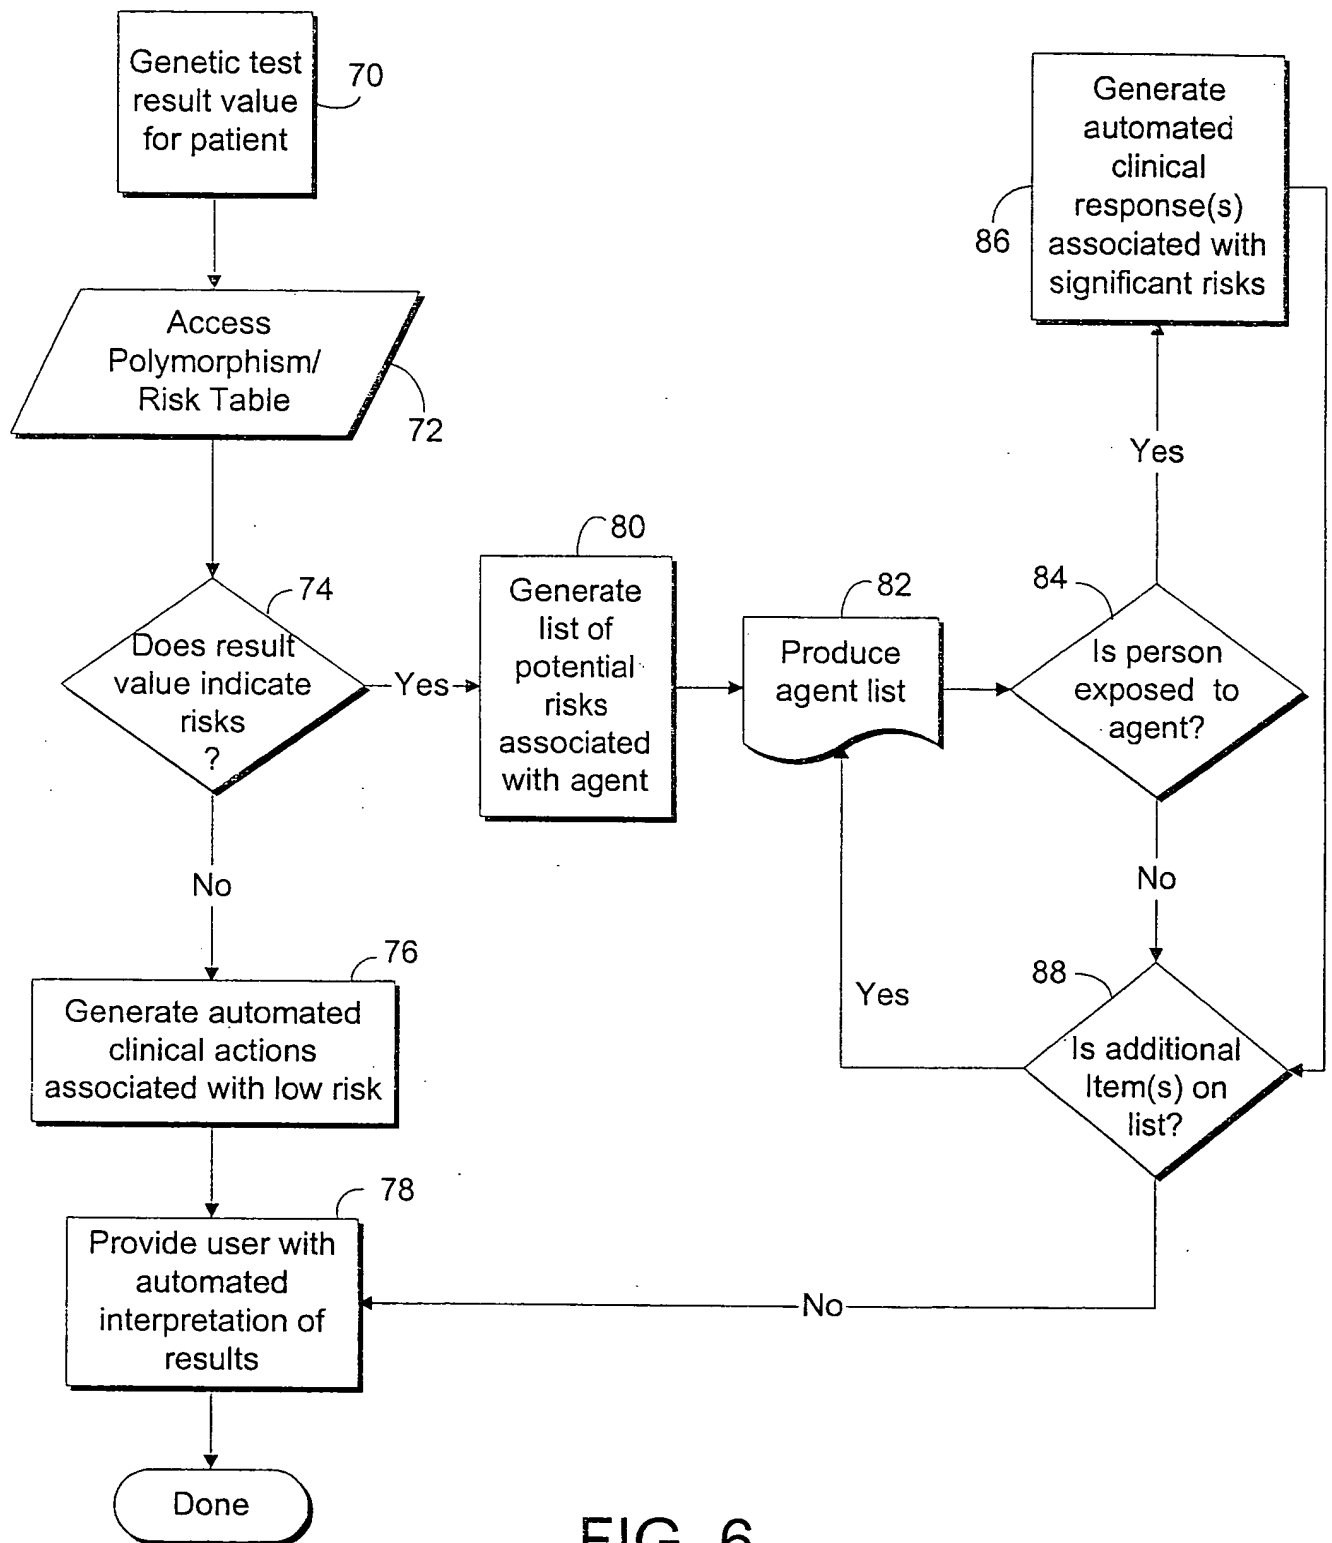 Genetic test
result value
for patient
70
Access
Polymorphism/
Risk Table
72
Does result
value indicate
risks
?
74
Yes
No
Generate automated
clinical actions
associated with low risk
76
Provide user with
automated
interpretation of
results
78
Done
Generate
list of
potential
risks
associated
with agent
80
Produce
agent list
82
Is person
exposed to
agent?
84
Yes
No
Generate
automated
clinical
response(s)
associated with
significant risks
86
Is additional
Item(s) on
list?
88
Yes
No
FIG. 6